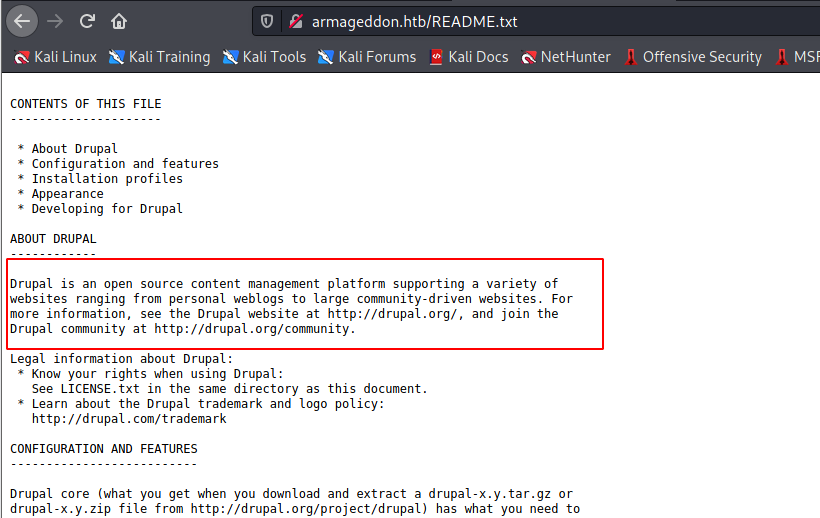 armageddon.htb/README.txt
Kali Linux Kali Training Kali Tools Kali Forums Kali Docs NetHunter Offensive Security MSF
CONTENTS OF THIS FILE
---------------------
* About Drupal
* Configuration and features
* Installation profiles
* Appearance
* Developing for Drupal
ABOUT DRUPAL
------------
Drupal is an open source content management platform supporting a variety of
websites ranging from personal weblogs to large community-driven websites. For
more information, see the Drupal website at http://drupal.org/, and join the
Drupal community at http://drupal.org/community.
Legal information about Drupal:
* Know your rights when using Drupal:
See LICENSE.txt in the same directory as this document.
* Learn about the Drupal trademark and logo policy:
http://drupal.com/trademark
CONFIGURATION AND FEATURES
--------------------------
Drupal core (what you get when you download and extract a drupal-x.y.tar.gz or
drupal-x.y.zip file from http://drupal.org/project/drupal) has what you need to